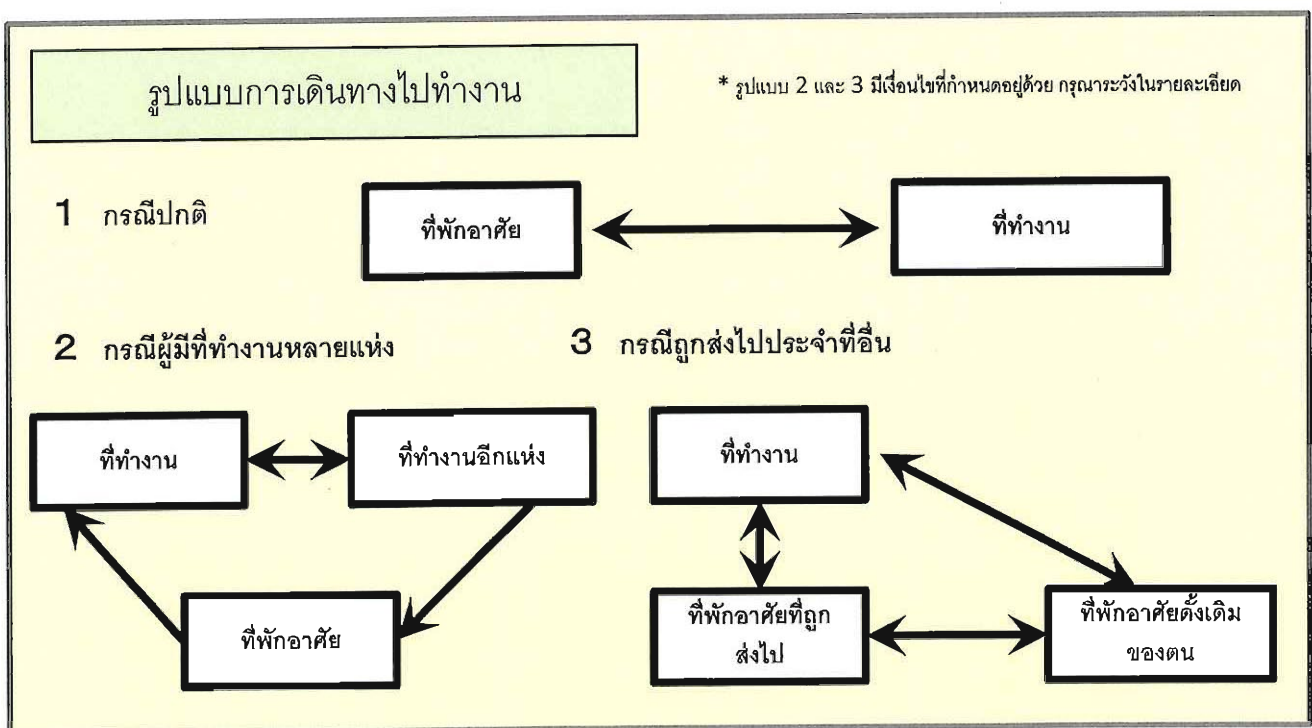 รูปแบบการเดินทางไปทำงาน
* รูปแบบ 2 และ 3 มีเงื่อนไขที่กำหนดอยู่ด้วย กรุณาระวังในรายละเอียด
1 กรณีปกติ
ที่พักอาศัย
ที่ทำงาน
2 กรณีผู้มีที่ทำงานหลายแห่ง
3 กรณีถูกส่งไปประจำที่อื่น
ที่ทำงาน
ที่ทำงานอีกแห่ง
ที่พักอาศัย
ที่ทำงาน
ที่พักอาศัยที่ถูก
ส่งไป
ที่พักอาศัยดั้งเดิม
ของตน